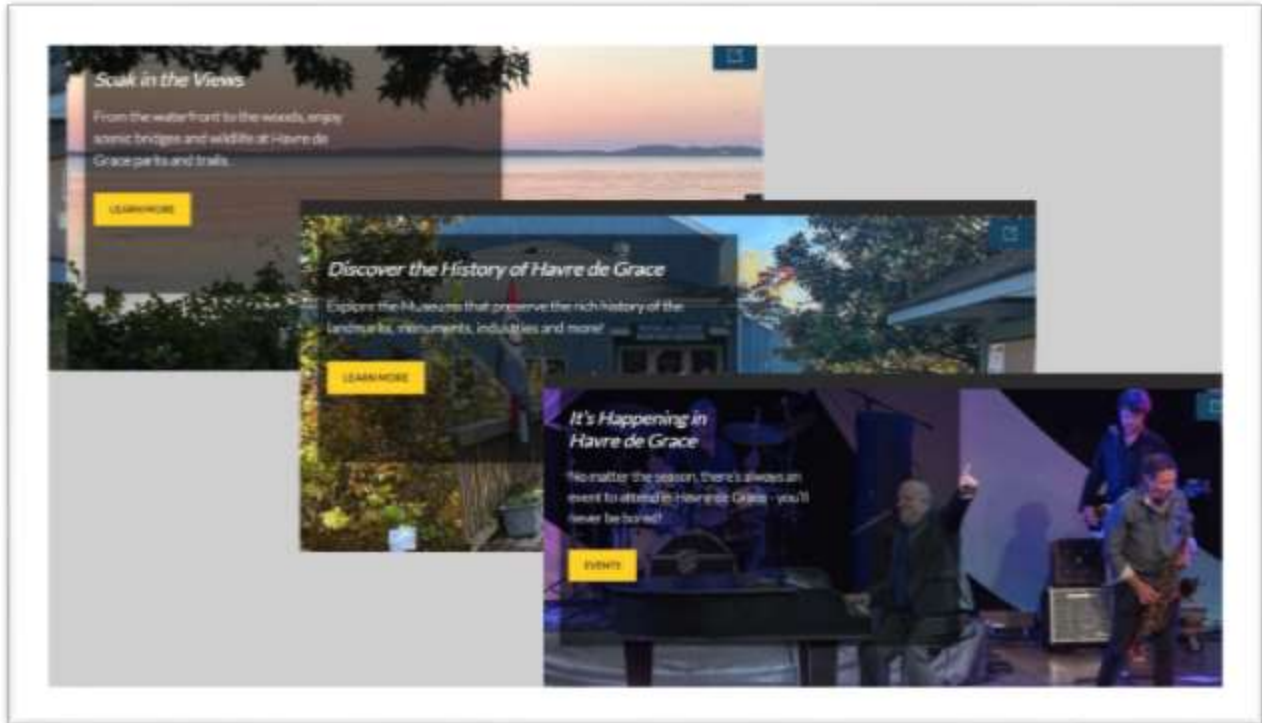 Soak in the Views
From the waterfront to the woods, enjoy
scenic bridges and wildlife at Havre de
Grace parks and trails.
LEARN MORE
Discover the History of Havre de Grace
Explore the Museums that preserve the rich history of the
landmarks, monuments, industries and more!
LEARN MORE
It's Happening in
Havre de Grace
No matter the season, there's always an
event to attend in Havre de Grace - you'll
never be bored!
EVENTS